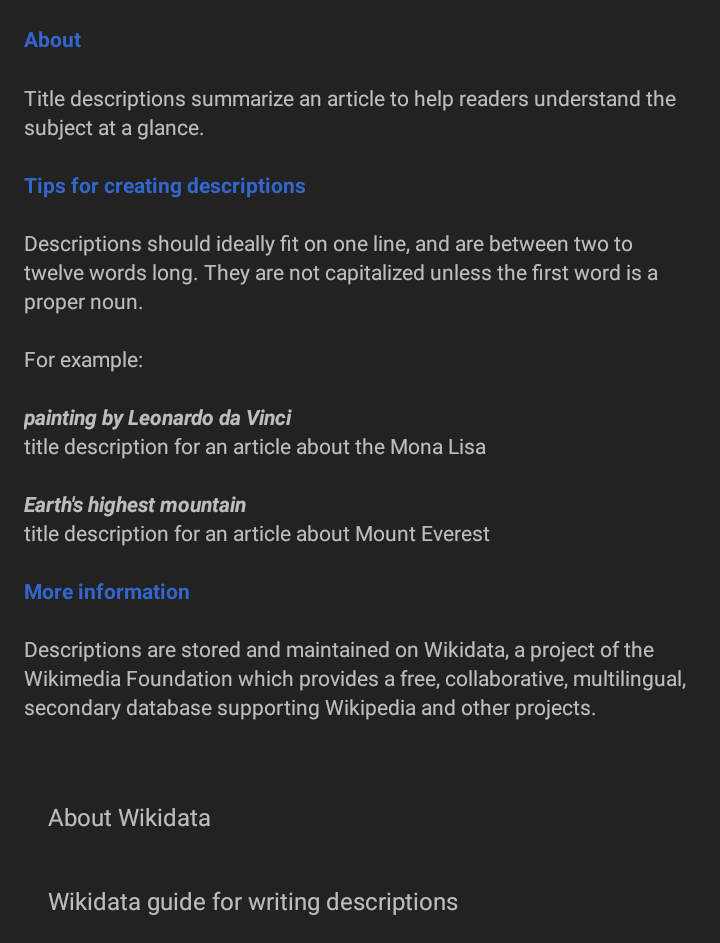 About
Title descriptions summarize an article to help readers understand the
subject at a glance.
Tips for creating descriptions
Descriptions should ideally fit on one line, and are between two to
twelve words long. They are not capitalized unless the first word is a
proper noun.
For example:
painting by Leonardo da Vinci
title description for an article about the Mona Lisa
Earth's highest mountain
title description for an article about Mount Everest
More information
Descriptions are stored and maintained on Wikidata, a project of the
Wikimedia Foundation which provides a free, collaborative, multilingual,
secondary database supporting Wikipedia and other projects.
About Wikidata
Wikidata guide for writing descriptions